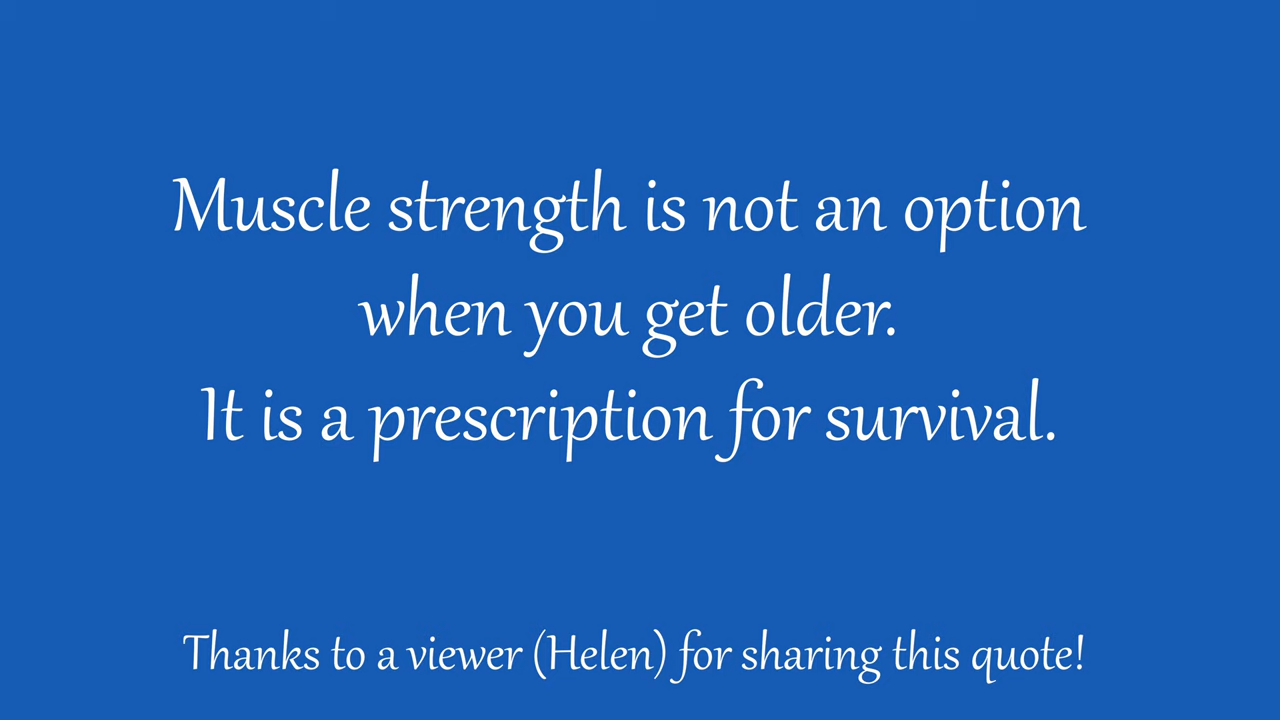 Muscle strength is not an option
when you get older.
It is a prescription for survival.
Thanks to a viewer (Helen) for sharing this quote!